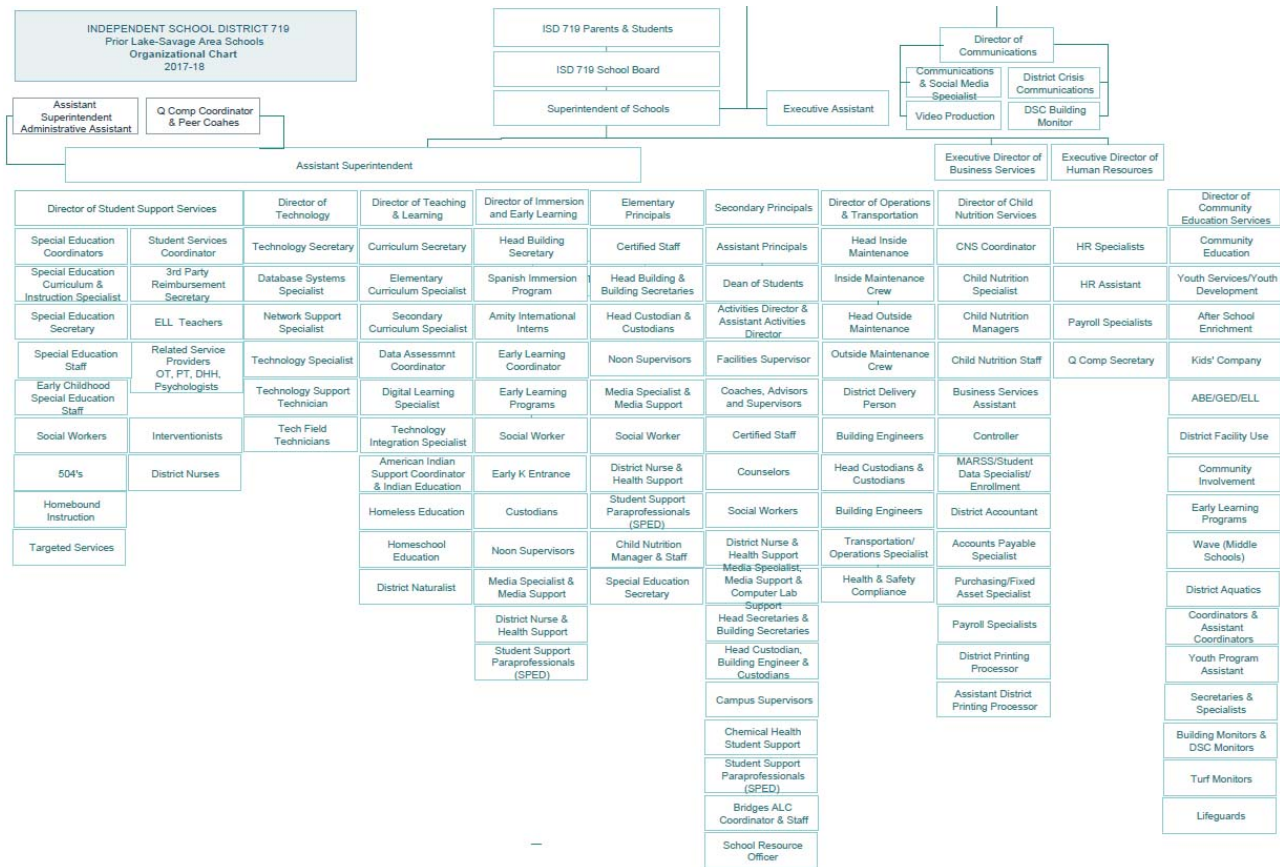 INDEPENDENT SCHOOL DISTRICT 719
Prior Lake-Savage Area Schools
Organizational Chart
2017-18
ISD 719 Parents & Students
ISD 719 School Board
Superintendent of Schools
Executive Assistant
Director of
Communications
Communications
& Social Media
Specialist
District Crisis
Communications
Video Production
DSC Building
Monitor
Assistant
Superintendent
Administrative Assistant
Q Comp Coordinator
& Peer Coahes
Assistant Superintendent
Executive Director of
Business Services
Executive Director of
Human Resources
Director of Student Support Services
Special Education
Coordinators
Special Education
Curriculum &
Instruction Specialist
Special Education
Secretary
Special Education
Staff
Early Childhood
Special Education
Staff
Social Workers
504's
Homebound
Instruction
Targeted Services
Student Services
Coordinator
3rd Party
Reimbursement
Secretary
ELL Teachers
Related Service
Providers
OT, PT, DHH,
Psychologists
Interventionists
District Nurses
Director of
Technology
Technology Secretary
Database Systems
Specialist
Network Support
Specialist
Technology Specialist
Technology Support
Technician
Tech Field
Technicians
Director of Teaching
& Learning
Curriculum Secretary
Elementary
Curriculum Specialist
Secondary
Curriculum Specialist
Data Assessmnt
Coordinator
Digital Learning
Specialist
Technology
Integration Specialist
American Indian
Support Coordinator
& Indian Education
Homeless Education
Homeschool
Education
District Naturalist
Director of Immersion
and Early Learning
Head Building
Secretary
Spanish Immersion
Program
Amity International
Interns
Early Learning
Coordinator
Early Learning
Programs
Social Worker
Early K Entrance
Custodians
Noon Supervisors
Media Specialist &
Media Support
District Nurse &
Health Support
Student Support
Paraprofessionals
(SPED)
Elementary
Principals
Certified Staff
Head Building &
Building Secretaries
Head Custodian &
Custodians
Noon Supervisors
Media Specialist &
Media Support
Social Worker
District Nurse &
Health Support
Student Support
Paraprofessionals
(SPED)
Child Nutrition
Manager & Staff
Special Education
Secretary
Secondary Principals
Assistant Principals
Dean of Students
Activities Director &
Assistant Activities
Director
Facilities Supervisor
Coaches, Advisors
and Supervisors
Certified Staff
Counselors
Social Workers
District Nurse &
Health Support
Media Specialist,
Media Support &
Computer Lab
Support
Head Secretaries &
Building Secretaries
Head Custodian,
Building Engineer &
Custodians
Campus Supervisors
Chemical Health
Student Support
Student Support
Paraprofessionals
(SPED)
Bridges ALC
Coordinator & Staff
School Resource
Officer
Director of Operations
& Transportation
Head Inside
Maintenance
Inside Maintenance
Crew
Head Outside
Maintenance
Outside Maintenance
Crew
District Delivery
Person
Building Engineers
Head Custodians &
Custodians
Building Engineers
Transportation/
Operations Specialist
Health & Safety
Compliance
Director of Child
Nutrition Services
CNS Coordinator
Child Nutrition
Specialist
Child Nutrition
Managers
Child Nutrition Staff
Business Services
Assistant
Controller
MARSS/Student
Data Specialist/
Enrollment
District Accountant
Accounts Payable
Specialist
Purchasing/Fixed
Asset Specialist
Payroll Specialists
District Printing
Processor
Assistant District
Printing Processor
HR Specialists
HR Assistant
Payroll Specialists
Q Comp Secretary
Director of
Community
Education Services
Community
Education
Youth Services/Youth
Development
After School
Enrichment
Kids' Company
ABE/GED/ELL
District Facility Use
Community
Involvement
Early Learning
Programs
Wave (Middle
Schools)
District Aquatics
Coordinators &
Assistant
Coordinators
Youth Program
Assistant
Secretaries &
Specialists
Building Monitors &
DSC Monitors
Turf Monitors
Lifeguards